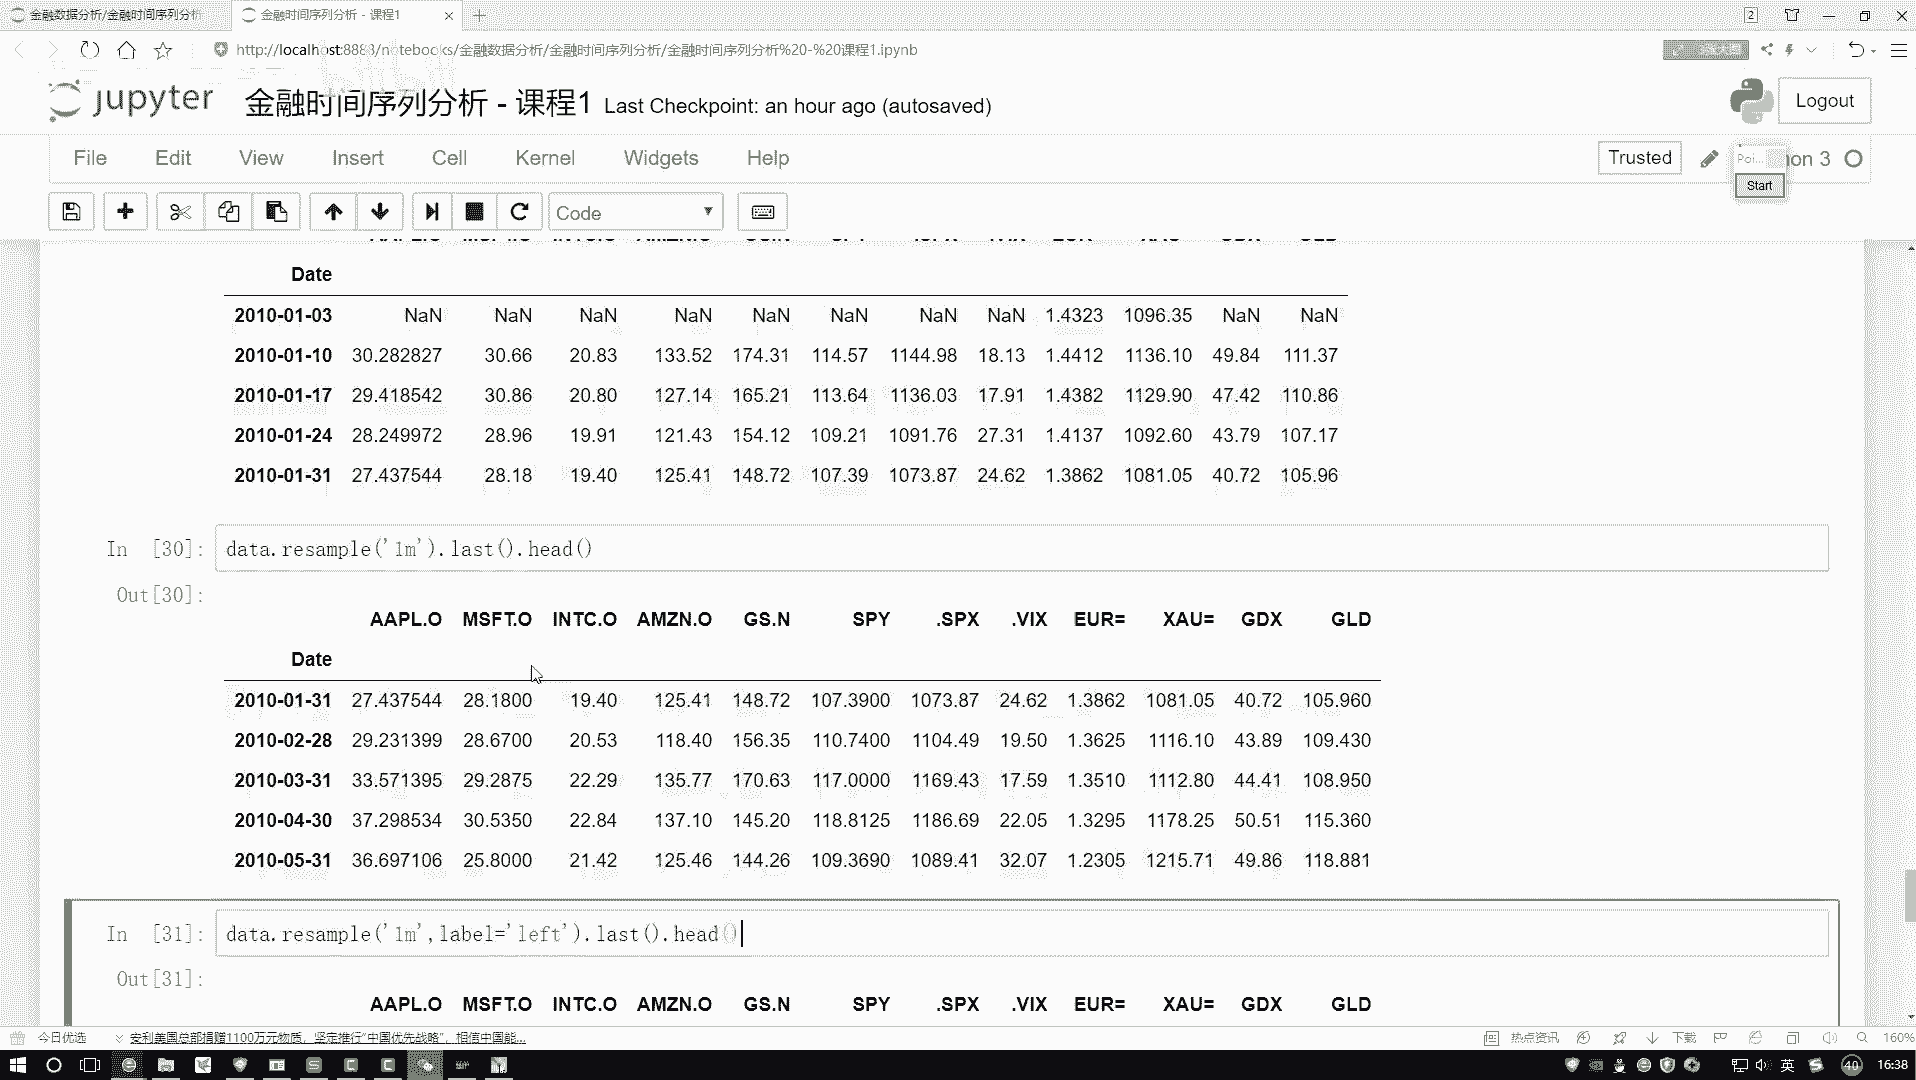 金融数据分析/金融时间序列分析
金融时间序列分析 - 课程1
2
http://localhost:8888/notebooks/金融数据分析/金融时间序列分析/金融时间序列分析%20-%20课程1.ipynb
jupyter 金融时间序列分析 - 课程1 Last Checkpoint: an hour ago (autosaved)
Logout
File Edit View Insert Cell Kernel Widgets Help
Trusted
Poi... on 3
Start
Code
Date
2010-01-03 NaN NaN NaN NaN NaN NaN NaN NaN 1.4323 1096.35 NaN NaN
2010-01-10 30.282827 30.66 20.83 133.52 174.31 114.57 1144.98 18.13 1.4412 1136.10 49.84 111.37
2010-01-17 29.418542 30.86 20.80 127.14 165.21 113.64 1136.03 17.91 1.4382 1129.90 47.42 110.86
2010-01-24 28.249972 28.96 19.91 121.43 154.12 109.21 1091.76 27.31 1.4137 1092.60 43.79 107.17
2010-01-31 27.437544 28.18 19.40 125.41 148.72 107.39 1073.87 24.62 1.3862 1081.05 40.72 105.96
In [30]: data.resample('1m').last().head()
Out[30]:
AAPL.O MSFT.O INTC.O AMZN.O GS.N SPY .SPX .VIX EUR= XAU= GDX GLD
Date
2010-01-31 27.437544 28.1800 19.40 125.41 148.72 107.3900 1073.87 24.62 1.3862 1081.05 40.72 105.960
2010-02-28 29.231399 28.6700 20.53 118.40 156.35 110.7400 1104.49 19.50 1.3625 1116.10 43.89 109.430
2010-03-31 33.571395 29.2875 22.29 135.77 170.63 117.0000 1169.43 17.59 1.3510 1112.80 44.41 108.950
2010-04-30 37.298534 30.5350 22.84 137.10 145.20 118.8125 1186.69 22.05 1.3295 1178.25 50.51 115.360
2010-05-31 36.697106 25.8000 21.42 125.46 144.26 109.3690 1089.41 32.07 1.2305 1215.71 49.86 118.881
In [31]: data.resample('1m',label='left').last().head()
Out[31]:
AAPL.O MSFT.O INTC.O AMZN.O GS.N SPY .SPX .VIX EUR= XAU= GDX GLD
今日优选 安利美国总部捐赠1100万元物质，坚定推行“中国优先战略”，相信中国能... 热点资讯 下载 160%
英 40 16:38